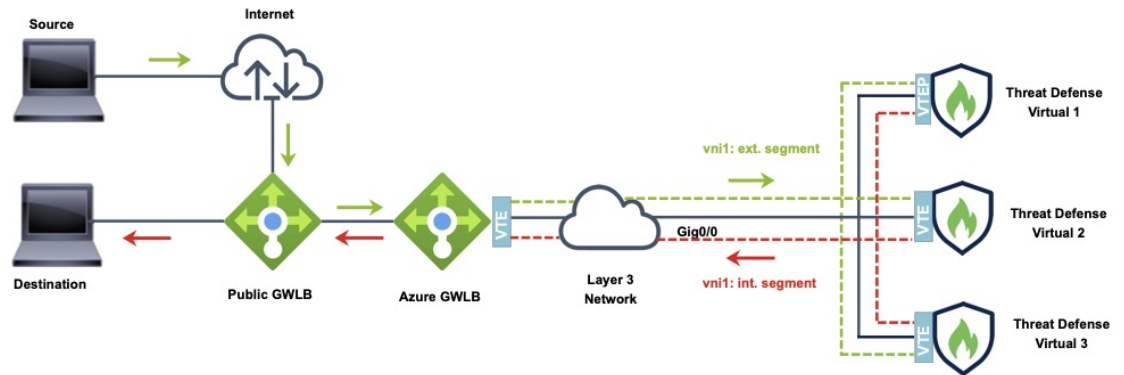 Source
Internet
VTEP
Threat Defense
Virtual 1
vni1: ext. segment
VTE
VTE
Threat Defense
Virtual 2
Gig0/0
Destination
Public GWLB
Azure GWLB
Layer 3
Network
vni1: int. segment
VTE
Threat Defense
Virtual 3